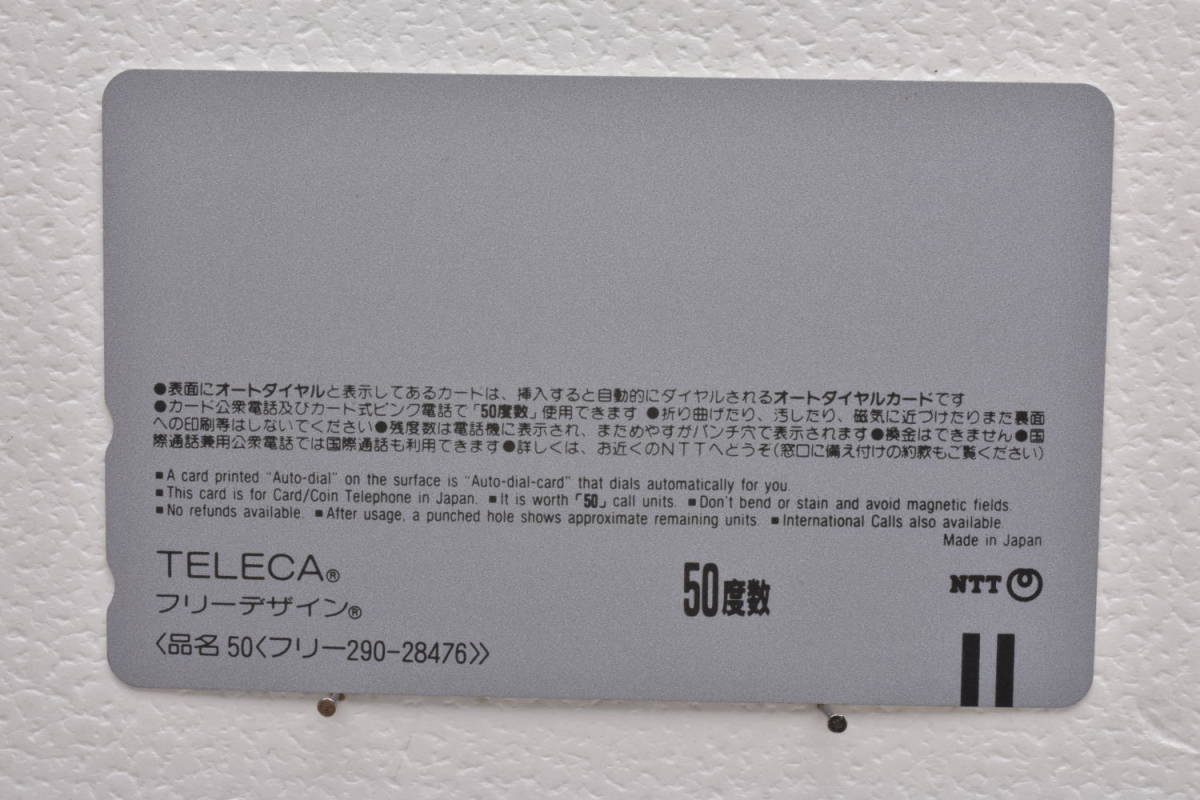 ●表面にオートダイヤルと表示してあるカードは、挿入すると自動的にダイヤルされるオートダイヤルカードです
●カード公衆電話及びカード式ピンク電話で「50度数」使用できます ●折り曲げたり、汚したり、磁気に近づけたりまた裏面
への印刷等はしないでください●残度数は電話機に表示され、まためやすがパンチ穴で表示されます●換金はできません●国
際通話兼用公衆電話では国際通話も利用できます●詳しくは、お近くのNTTへどうぞ(窓口に備え付けの約款もご覧ください)
■A card printed "Auto-dial" on the surface is "Auto-dial-card" that dials automatically for you.
■This card is for Card/Coin Telephone in Japan. ■It is worth「50」call units. ■Don't bend or stain and avoid magnetic fields.
■No refunds available. ■After usage, a punched hole shows approximate remaining units. ■International Calls also available.
Made in Japan
TELECA®
フリーデザイン®
〈品名 50〈フリー290-28476〉〉
50度数
NTT